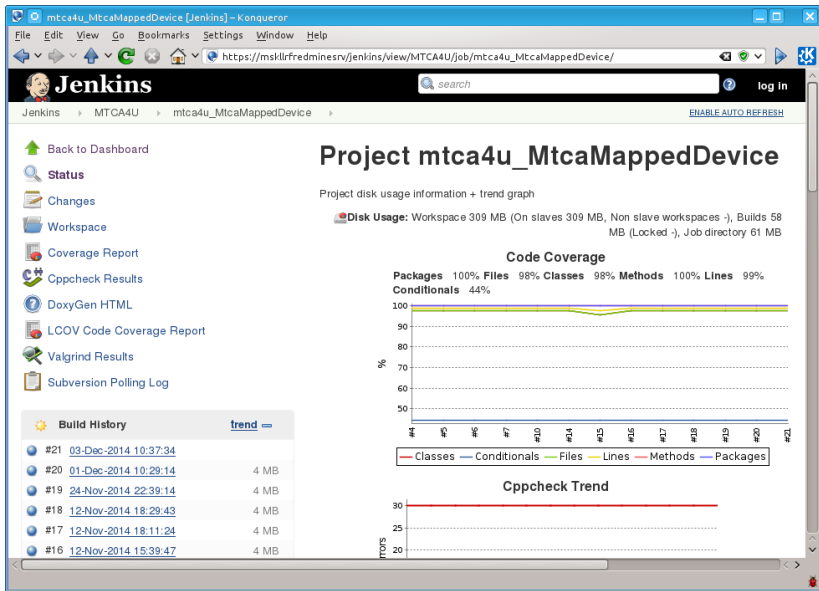 mtca4u_MtcaMappedDevice [Jenkins] – Konqueror
File Edit View Go Bookmarks Settings Window Help
https://mskllrfredminesrv/jenkins/view/MTCA4U/job/mtca4u_MtcaMappedDevice/
Jenkins
search
log in
Jenkins MTCA4U mtca4u_MtcaMappedDevice
ENABLE AUTO REFRESH
Back to Dashboard
Status
Changes
Workspace
Coverage Report
Cppcheck Results
DoxyGen HTML
LCOV Code Coverage Report
Valgrind Results
Subversion Polling Log
Build History trend
#21 03-Dec-2014 10:37:34
#20 01-Dec-2014 10:29:14 4 MB
#19 24-Nov-2014 22:39:14 4 MB
#18 12-Nov-2014 18:29:43 4 MB
#17 12-Nov-2014 18:11:24 4 MB
#16 12-Nov-2014 15:39:47 4 MB
Project mtca4u_MtcaMappedDevice
Project disk usage information + trend graph
Disk Usage: Workspace 309 MB (On slaves 309 MB, Non slave workspaces -), Builds 58
MB (Locked -), Job directory 61 MB
Code Coverage
Packages 100% Files 98% Classes 98% Methods 100% Lines 99%
Conditionals 44%
100
90
80
70
60
50
%
#4 #5 #6 #7 #10 #14 #15 #16 #17 #18 #19 #20 #21
Classes Conditionals Files Lines Methods Packages
Cppcheck Trend
30
25
20